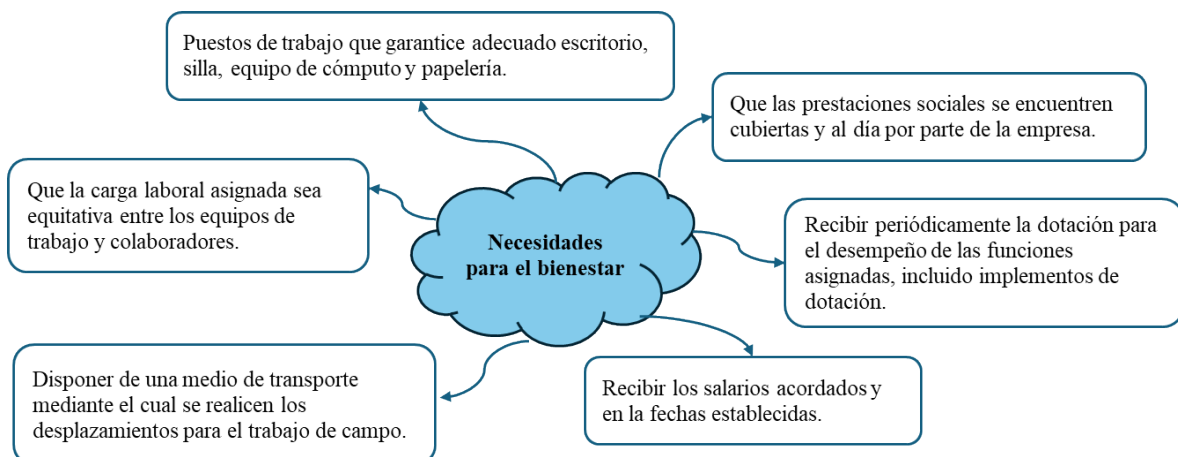 Puestos de trabajo que garantice adecuado escritorio,
silla, equipo de cómputo y papelería.
Que las prestaciones sociales se encuentren
cubiertas y al día por parte de la empresa.
Que la carga laboral asignada sea
equitativa entre los equipos de
trabajo y colaboradores.
Necesidades
para el bienestar
Recibir periódicamente la dotación para
el desempeño de las funciones
asignadas, incluido implementos de
dotación.
Disponer de una medio de transporte
mediante el cual se realicen los
desplazamientos para el trabajo de campo.
Recibir los salarios acordados y
en la fechas establecidas.